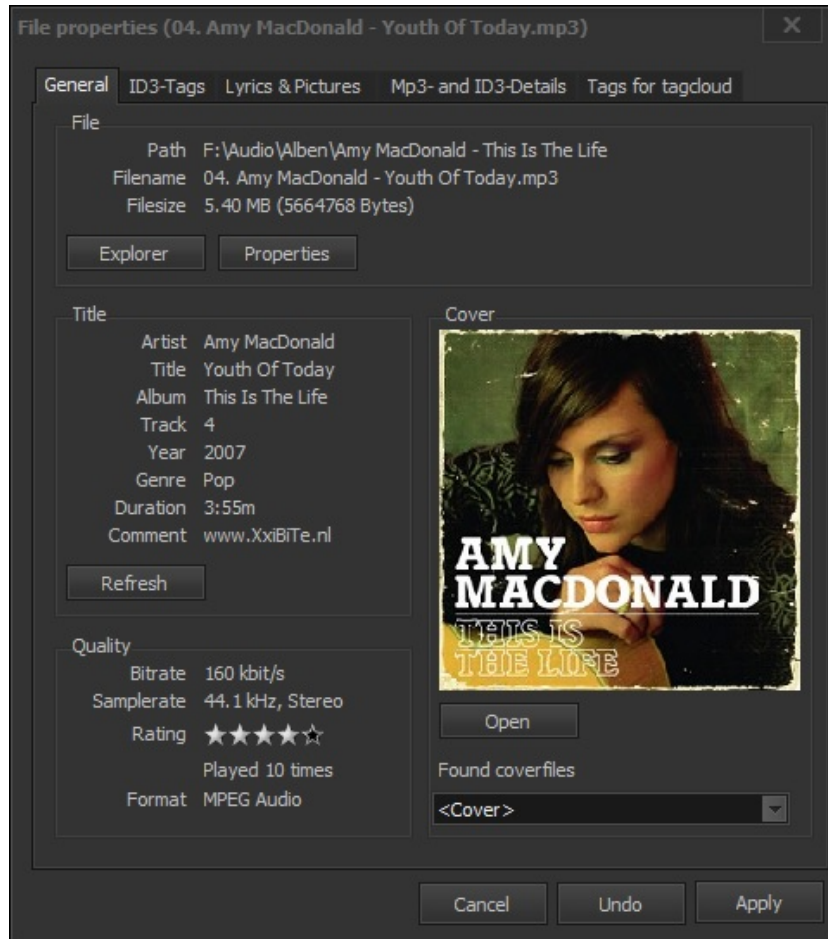 File properties (04. Amy MacDonald - Youth Of Today.mp3)
General ID3-Tags Lyrics & Pictures Mp3- and ID3-Details Tags for tagcloud
File
Path F:\Audio\Alben\Amy MacDonald - This Is The Life
Filename 04. Amy MacDonald - Youth Of Today.mp3
Filesize 5.40 MB (5664768 Bytes)
Explorer Properties
Title
Artist Amy MacDonald
Title Youth Of Today
Album This Is The Life
Track 4
Year 2007
Genre Pop
Duration 3:55m
Comment www.XxiBiTe.nl
Refresh
Quality
Bitrate 160 kbit/s
Samplerate 44.1 kHz, Stereo
Rating
Played 10 times
Format MPEG Audio
Cover
AMY
MACDONALD
THIS IS
THE LIFE
Open
Found coverfiles
<Cover>
Cancel Undo Apply